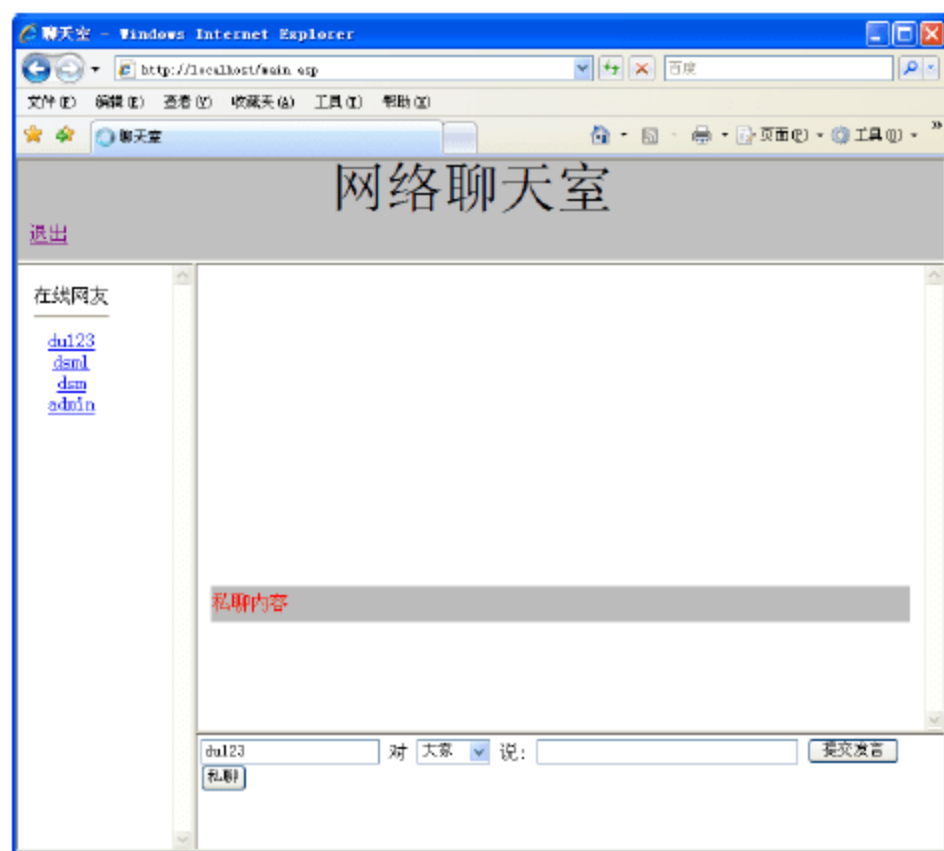 聊天室 - Windows Internet Explorer
http://localhost/main.asp
百度
文件(F) 编辑(E) 查看(V) 收藏夹(A) 工具(T) 帮助(H)
聊天室
页面(P) 工具(O)
网络聊天室
退出
在线网友
du123
dsm1
dsm
admin
私聊内容
du123 对 大家 说: 提交发言
私聊